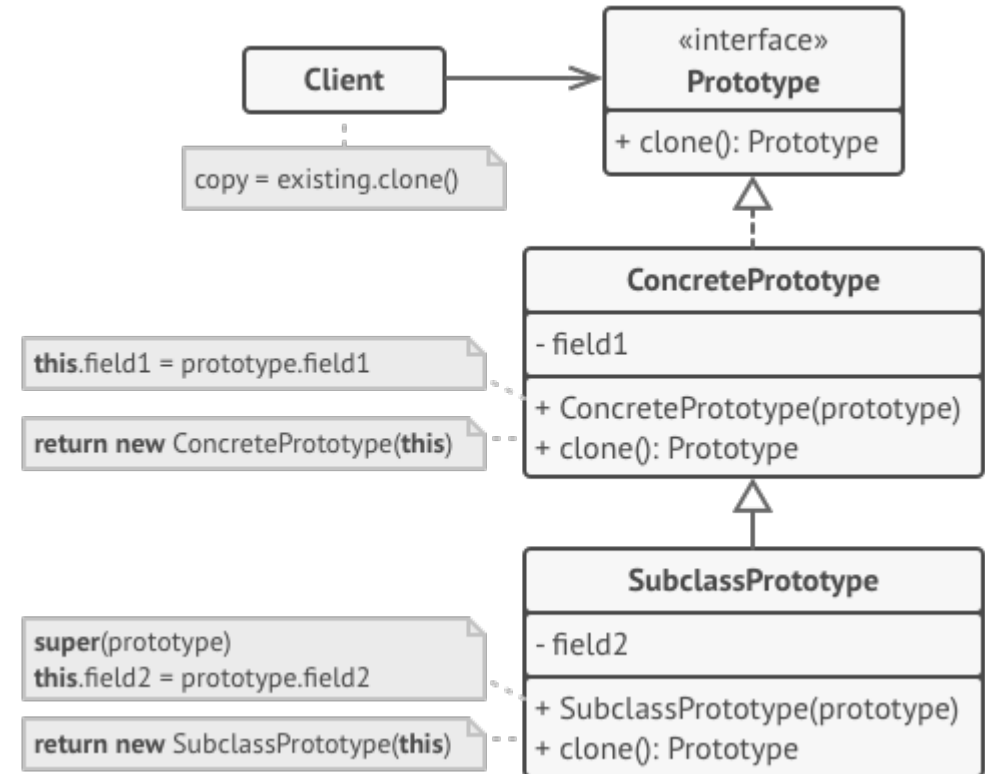 Client
«interface»
Prototype
+ clone(): Prototype
copy = existing.clone()
ConcretePrototype
- field1
this.field1 = prototype.field1
+ ConcretePrototype(prototype)
return new ConcretePrototype(this)
+ clone(): Prototype
SubclassPrototype
- field2
super(prototype)
this.field2 = prototype.field2
+ SubclassPrototype(prototype)
return new SubclassPrototype(this)
+ clone(): Prototype